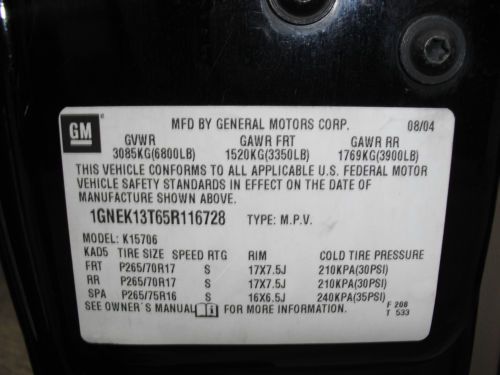 GM
MFD BY GENERAL MOTORS CORP. 08/04
GVWR GAWR FRT GAWR RR
3085KG(6800LB) 1520KG(3350LB) 1769KG(3900LB)
THIS VEHICLE CONFORMS TO ALL APPLICABLE U.S. FEDERAL MOTOR
VEHICLE SAFETY STANDARDS IN EFFECT ON THE DATE OF
MANUFACTURE SHOWN ABOVE.
1GNEK13T65R116728 TYPE: M.P.V.
MODEL: K15706
KAD5 TIRE SIZE SPEED RTG RIM COLD TIRE PRESSURE
FRT P265/70R17 S 17X7.5J 210KPA(30PSI)
RR P265/70R17 S 17X7.5J 210KPA(30PSI)
SPA P265/75R16 S 16X6.5J 240KPA(35PSI)
SEE OWNER'S MANUAL FOR MORE INFORMATION. F 208
T 533